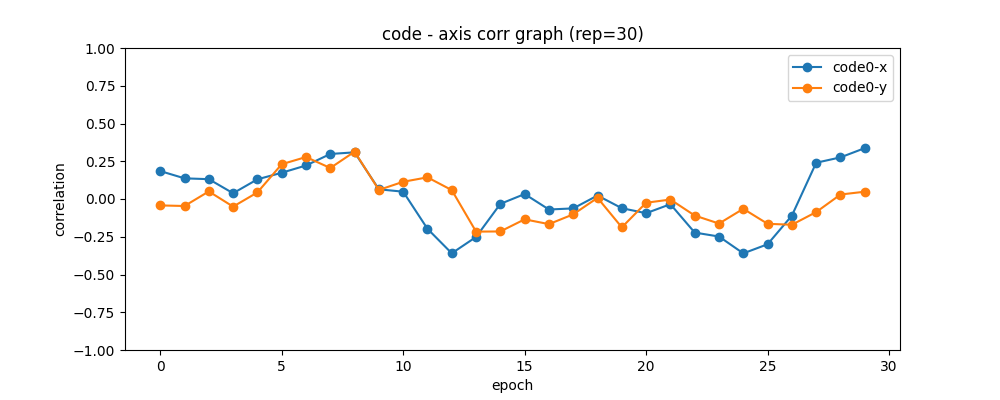 code - axis corr graph (rep=30)
1.00
0.75
0.50
0.25
0.00
−0.25
−0.50
−0.75
−1.00
correlation
code0-x
code0-y
0 5 10 15 20 25 30
epoch